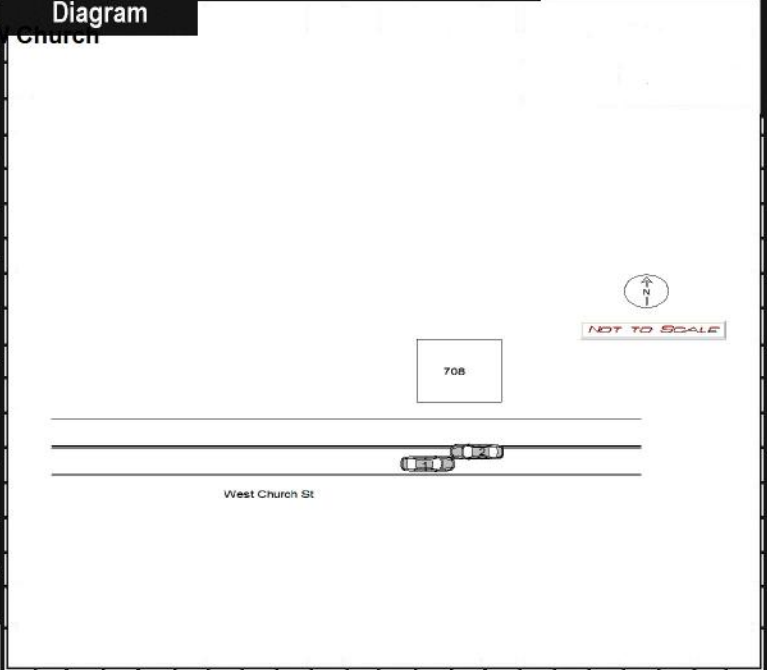 Diagram
Church
N
NOT TO SCALE
708
2
1
West Church St